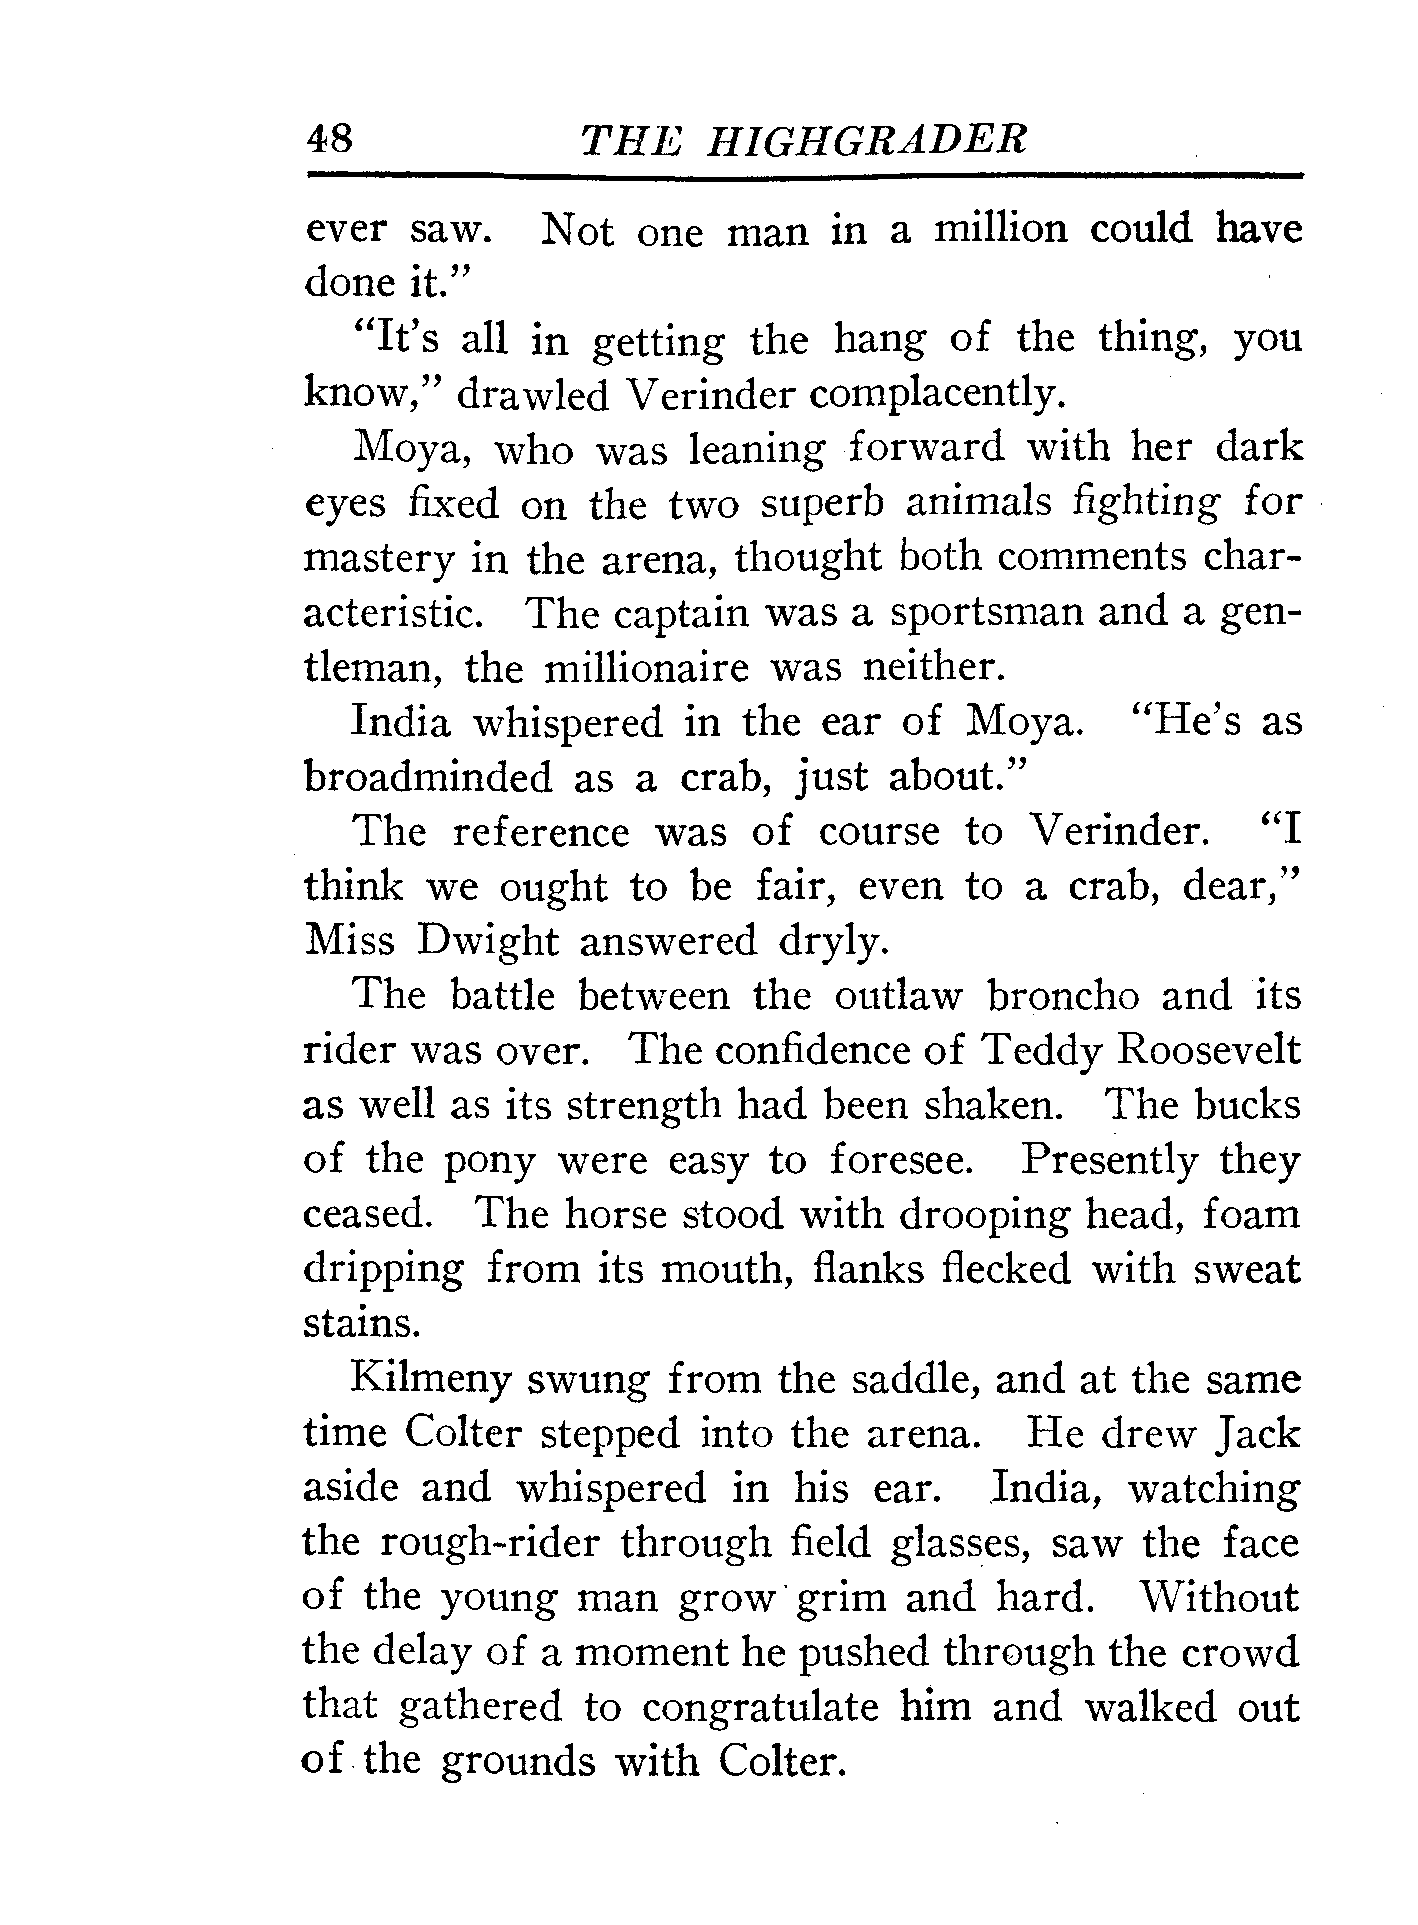 48 THE HIGHGRADER
ever saw. Not one man in a million could have
done it.”
“It’s all in getting the hang of the thing, you
know,” drawled Verinder complacently.
Moya, who was leaning forward with her dark
eyes fixed on the two superb animals fighting for
mastery in the arena, thought both comments char-
acteristic. The captain was a sportsman and a gen-
tleman, the millionaire was neither.
India whispered in the ear of Moya. “He’s as
broadminded as a crab, just about.”
The reference was of course to Verinder. “I
think we ought to be fair, even to a crab, dear,”
Miss Dwight answered dryly.
The battle between the outlaw broncho and its
rider was over. The confidence of Teddy Roosevelt
as well as its strength had been shaken. The bucks
of the pony were easy to foresee. Presently they
ceased. The horse stood with drooping head, foam
dripping from its mouth, flanks flecked with sweat
stains.
Kilmeny swung from the saddle, and at the same
time Colter stepped into the arena. He drew Jack
aside and whispered in his ear. India, watching
the rough-rider through field glasses, saw the face
of the young man grow grim and hard. Without
the delay of a moment he pushed through the crowd
that gathered to congratulate him and walked out
of the grounds with Colter.